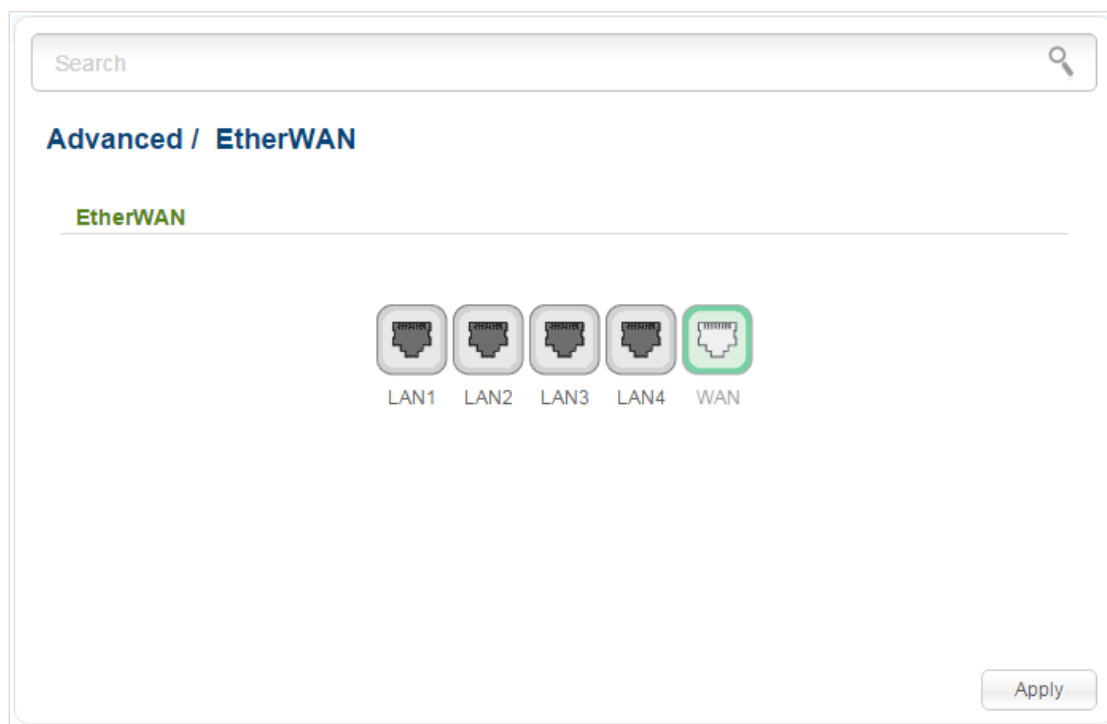 Search
Advanced / EtherWAN
EtherWAN
LAN1 LAN2 LAN3 LAN4 WAN
Apply